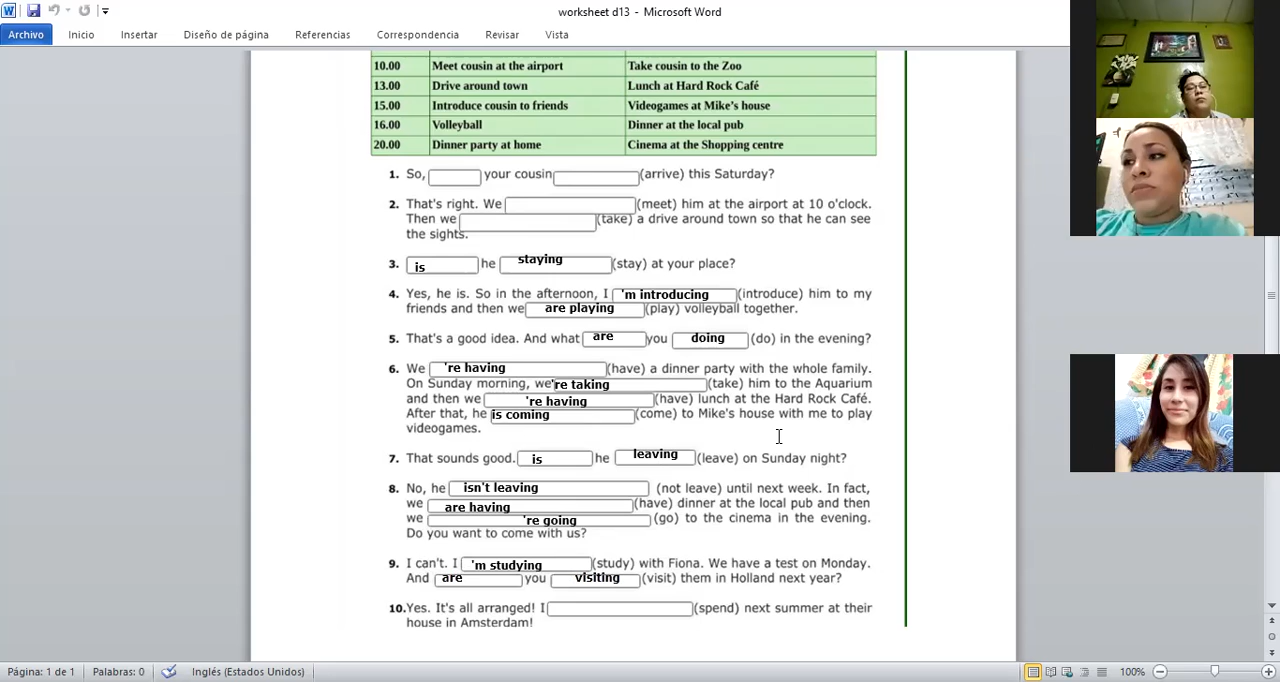 worksheet d13 - Microsoft Word
Archivo Inicio Insertar Diseño de página Referencias Correspondencia Revisar Vista
10.00 Meet cousin at the airport Take cousin to the Zoo
13.00 Drive around town Lunch at Hard Rock Café
15.00 Introduce cousin to friends Videogames at Mike's house
16.00 Volleyball Dinner at the local pub
20.00 Dinner party at home Cinema at the Shopping centre
1. So, your cousin (arrive) this Saturday?
2. That's right. We (meet) him at the airport at 10 o'clock.
Then we (take) a drive around town so that he can see
the sights.
3. is he staying (stay) at your place?
4. Yes, he is. So in the afternoon, I 'm introducing (introduce) him to my
friends and then we are playing (play) volleyball together.
5. That's a good idea. And what are you doing (do) in the evening?
6. We 're having (have) a dinner party with the whole family.
On Sunday morning, we 're taking (take) him to the Aquarium
and then we 're having (have) lunch at the Hard Rock Café.
After that, he is coming (come) to Mike's house with me to play
videogames.
7. That sounds good. is he leaving (leave) on Sunday night?
8. No, he isn't leaving (not leave) until next week. In fact,
we are having (have) dinner at the local pub and then
we 're going (go) to the cinema in the evening.
Do you want to come with us?
9. I can't. I 'm studying (study) with Fiona. We have a test on Monday.
And are you visiting (visit) them in Holland next year?
10. Yes. It's all arranged! I (spend) next summer at their
house in Amsterdam!
Página: 1 de 1 Palabras: 0 Inglés (Estados Unidos) 100%